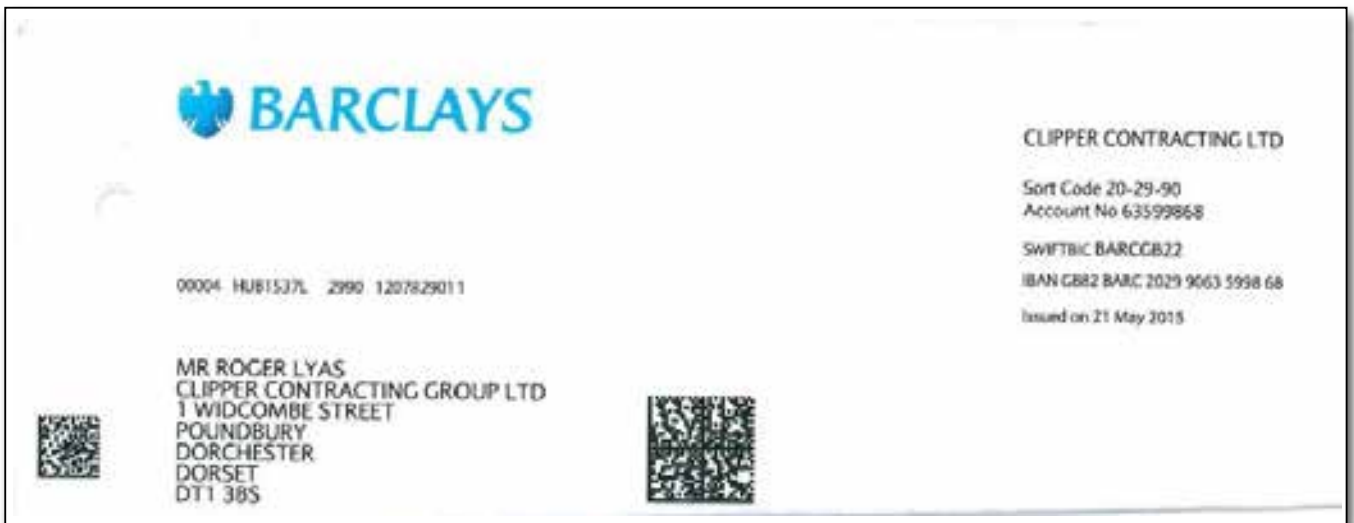 BARCLAYS
CLIPPER CONTRACTING LTD
Sort Code 20-29-90
Account No 63599868
SWIFTBIC BARCGB22
IBAN GB82 BARC 2029 9063 5998 68
Issued on 21 May 2015
00004 HUB1537L 2990 1207829011
MR ROGER LYAS
CLIPPER CONTRACTING GROUP LTD
1 WIDCOMBE STREET
POUNDBURY
DORCHESTER
DORSET
DT1 3BS